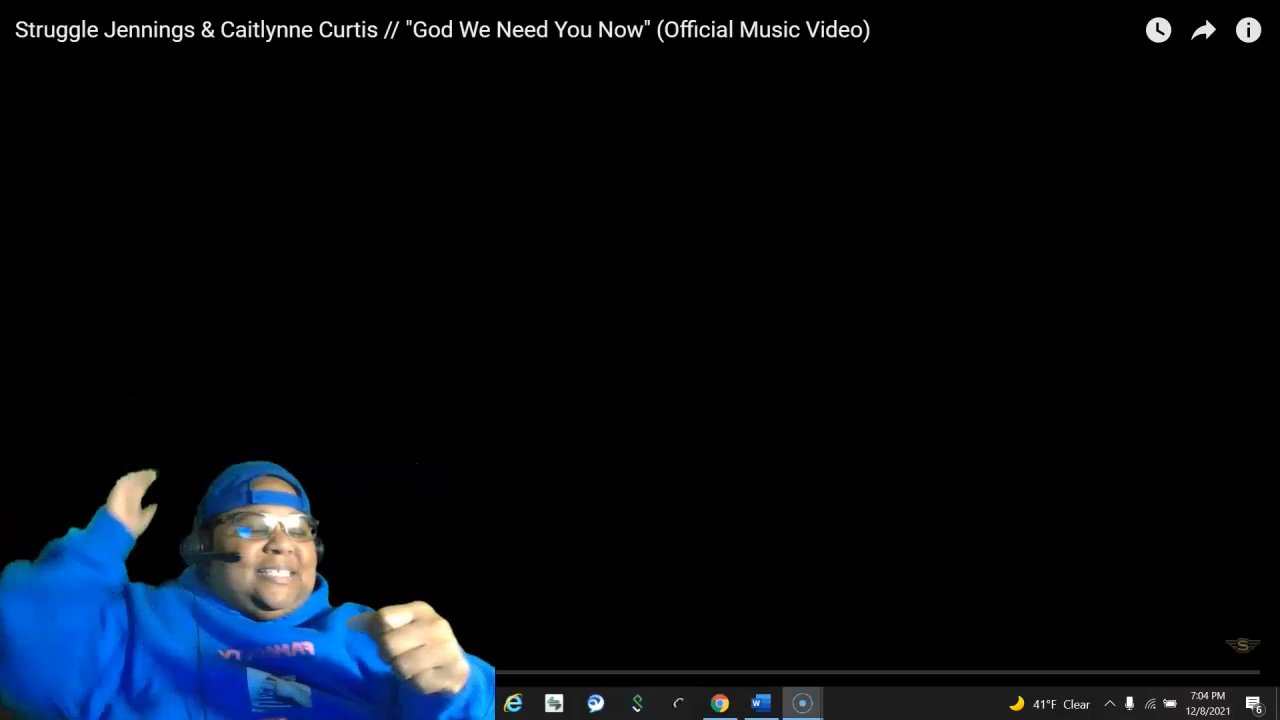 Struggle Jennings & Caitlynne Curtis // "God We Need You Now" (Official Music Video)
41°F Clear
7:04 PM
12/8/2021
6